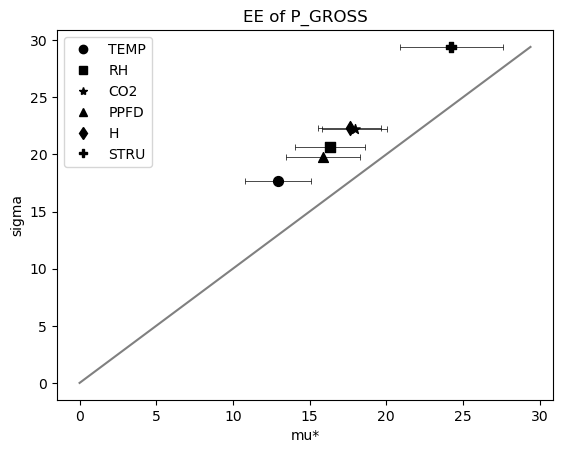 EE of P_GROSS
30
25
20
15
10
5
0
sigma
TEMP
RH
CO2
PPFD
H
STRU
0 5 10 15 20 25 30
mu*